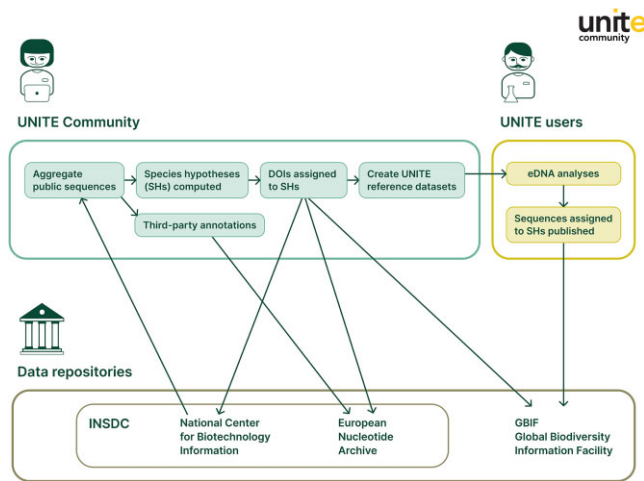 unite
community
UNITE Community
UNITE users
Aggregate
public sequences
Species hypotheses
(SHs) computed
DOIs assigned
to SHs
Create UNITE
reference datasets
eDNA analyses
Third-party annotations
Sequences assigned
to SHs published
Data repositories
INSDC
National Center
for Biotechnology
Information
European
Nucleotide
Archive
GBIF
Global Biodiversity
Information Facility